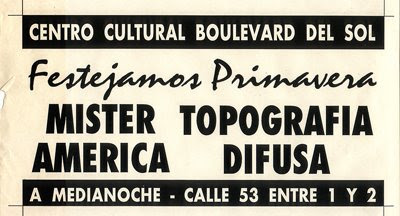 CENTRO CULTURAL BOULEVARD DEL SOL
Festejamos Primavera
MISTER TOPOGRAFIA
AMERICA DIFUSA
A MEDIANOCHE - CALLE 53 ENTRE 1 Y 2